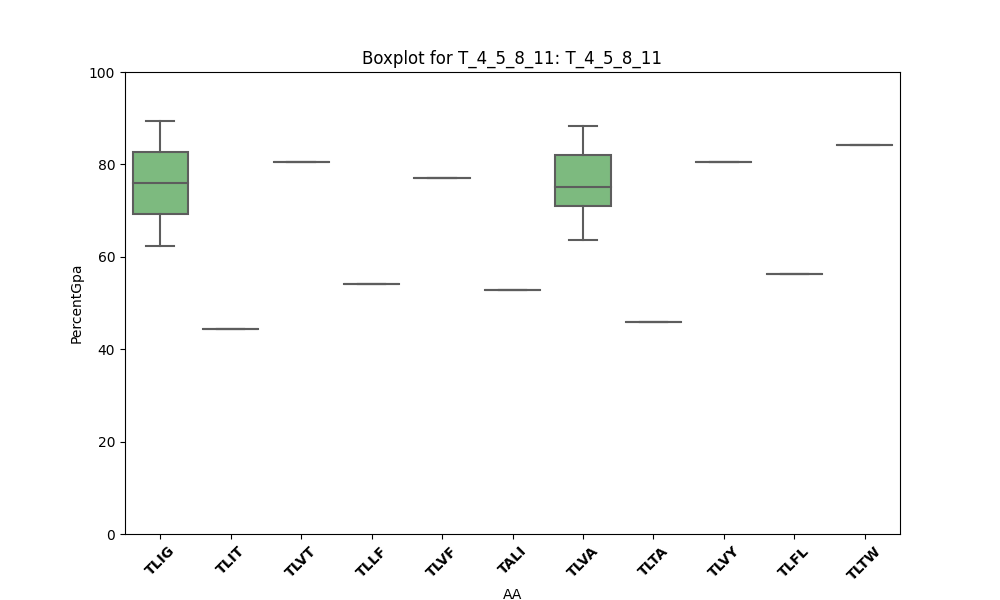 Boxplot for T_4_5_8_11: T_4_5_8_11
100
80
60
40
20
0
PercentGpa
TLIG TLIT TLVT TLLF TLVF TALI TLVA TLTA TLVY TLFL TLTW
AA